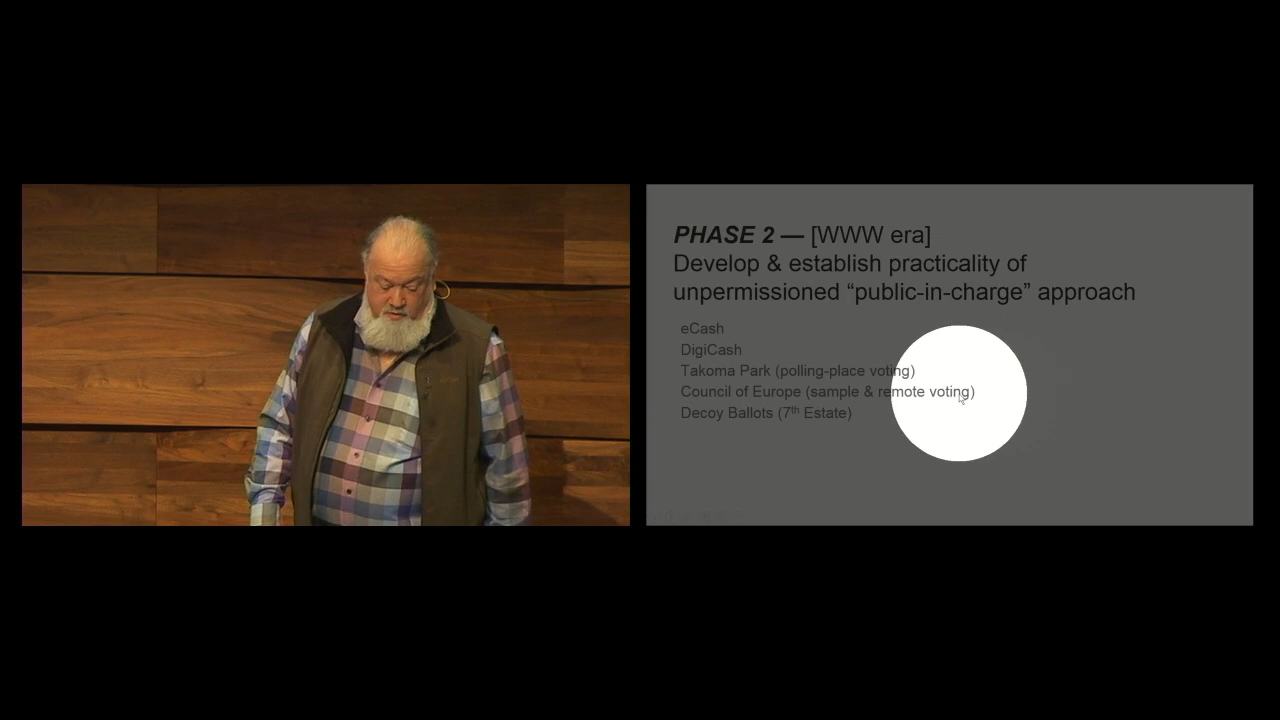 PHASE 2 — [WWW era]
Develop & establish practicality of
unpermissioned “public-in-charge” approach
eCash
DigiCash
Takoma Park (polling-place voting)
Council of Europe (sample & remote voting)
Decoy Ballots (7th Estate)